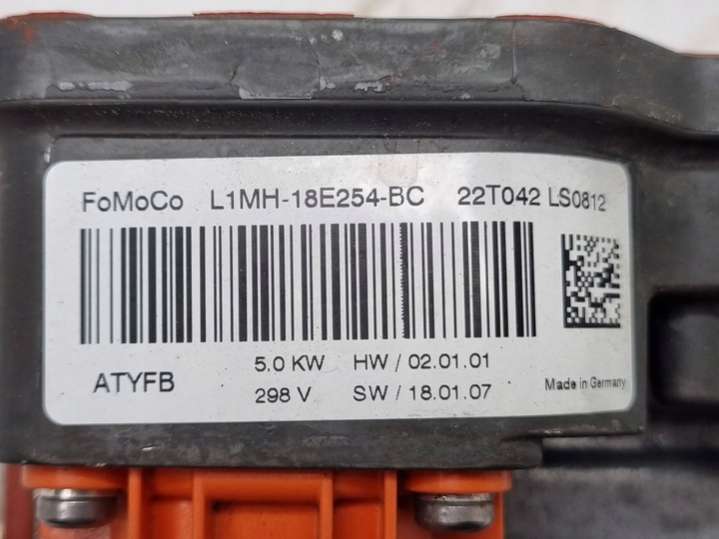 FoMoCo L1MH-18E254-BC 22T042 LS0812
ATYFB
5.0 KW HW / 02.01.01
298 V SW / 18.01.07
Made in Germany